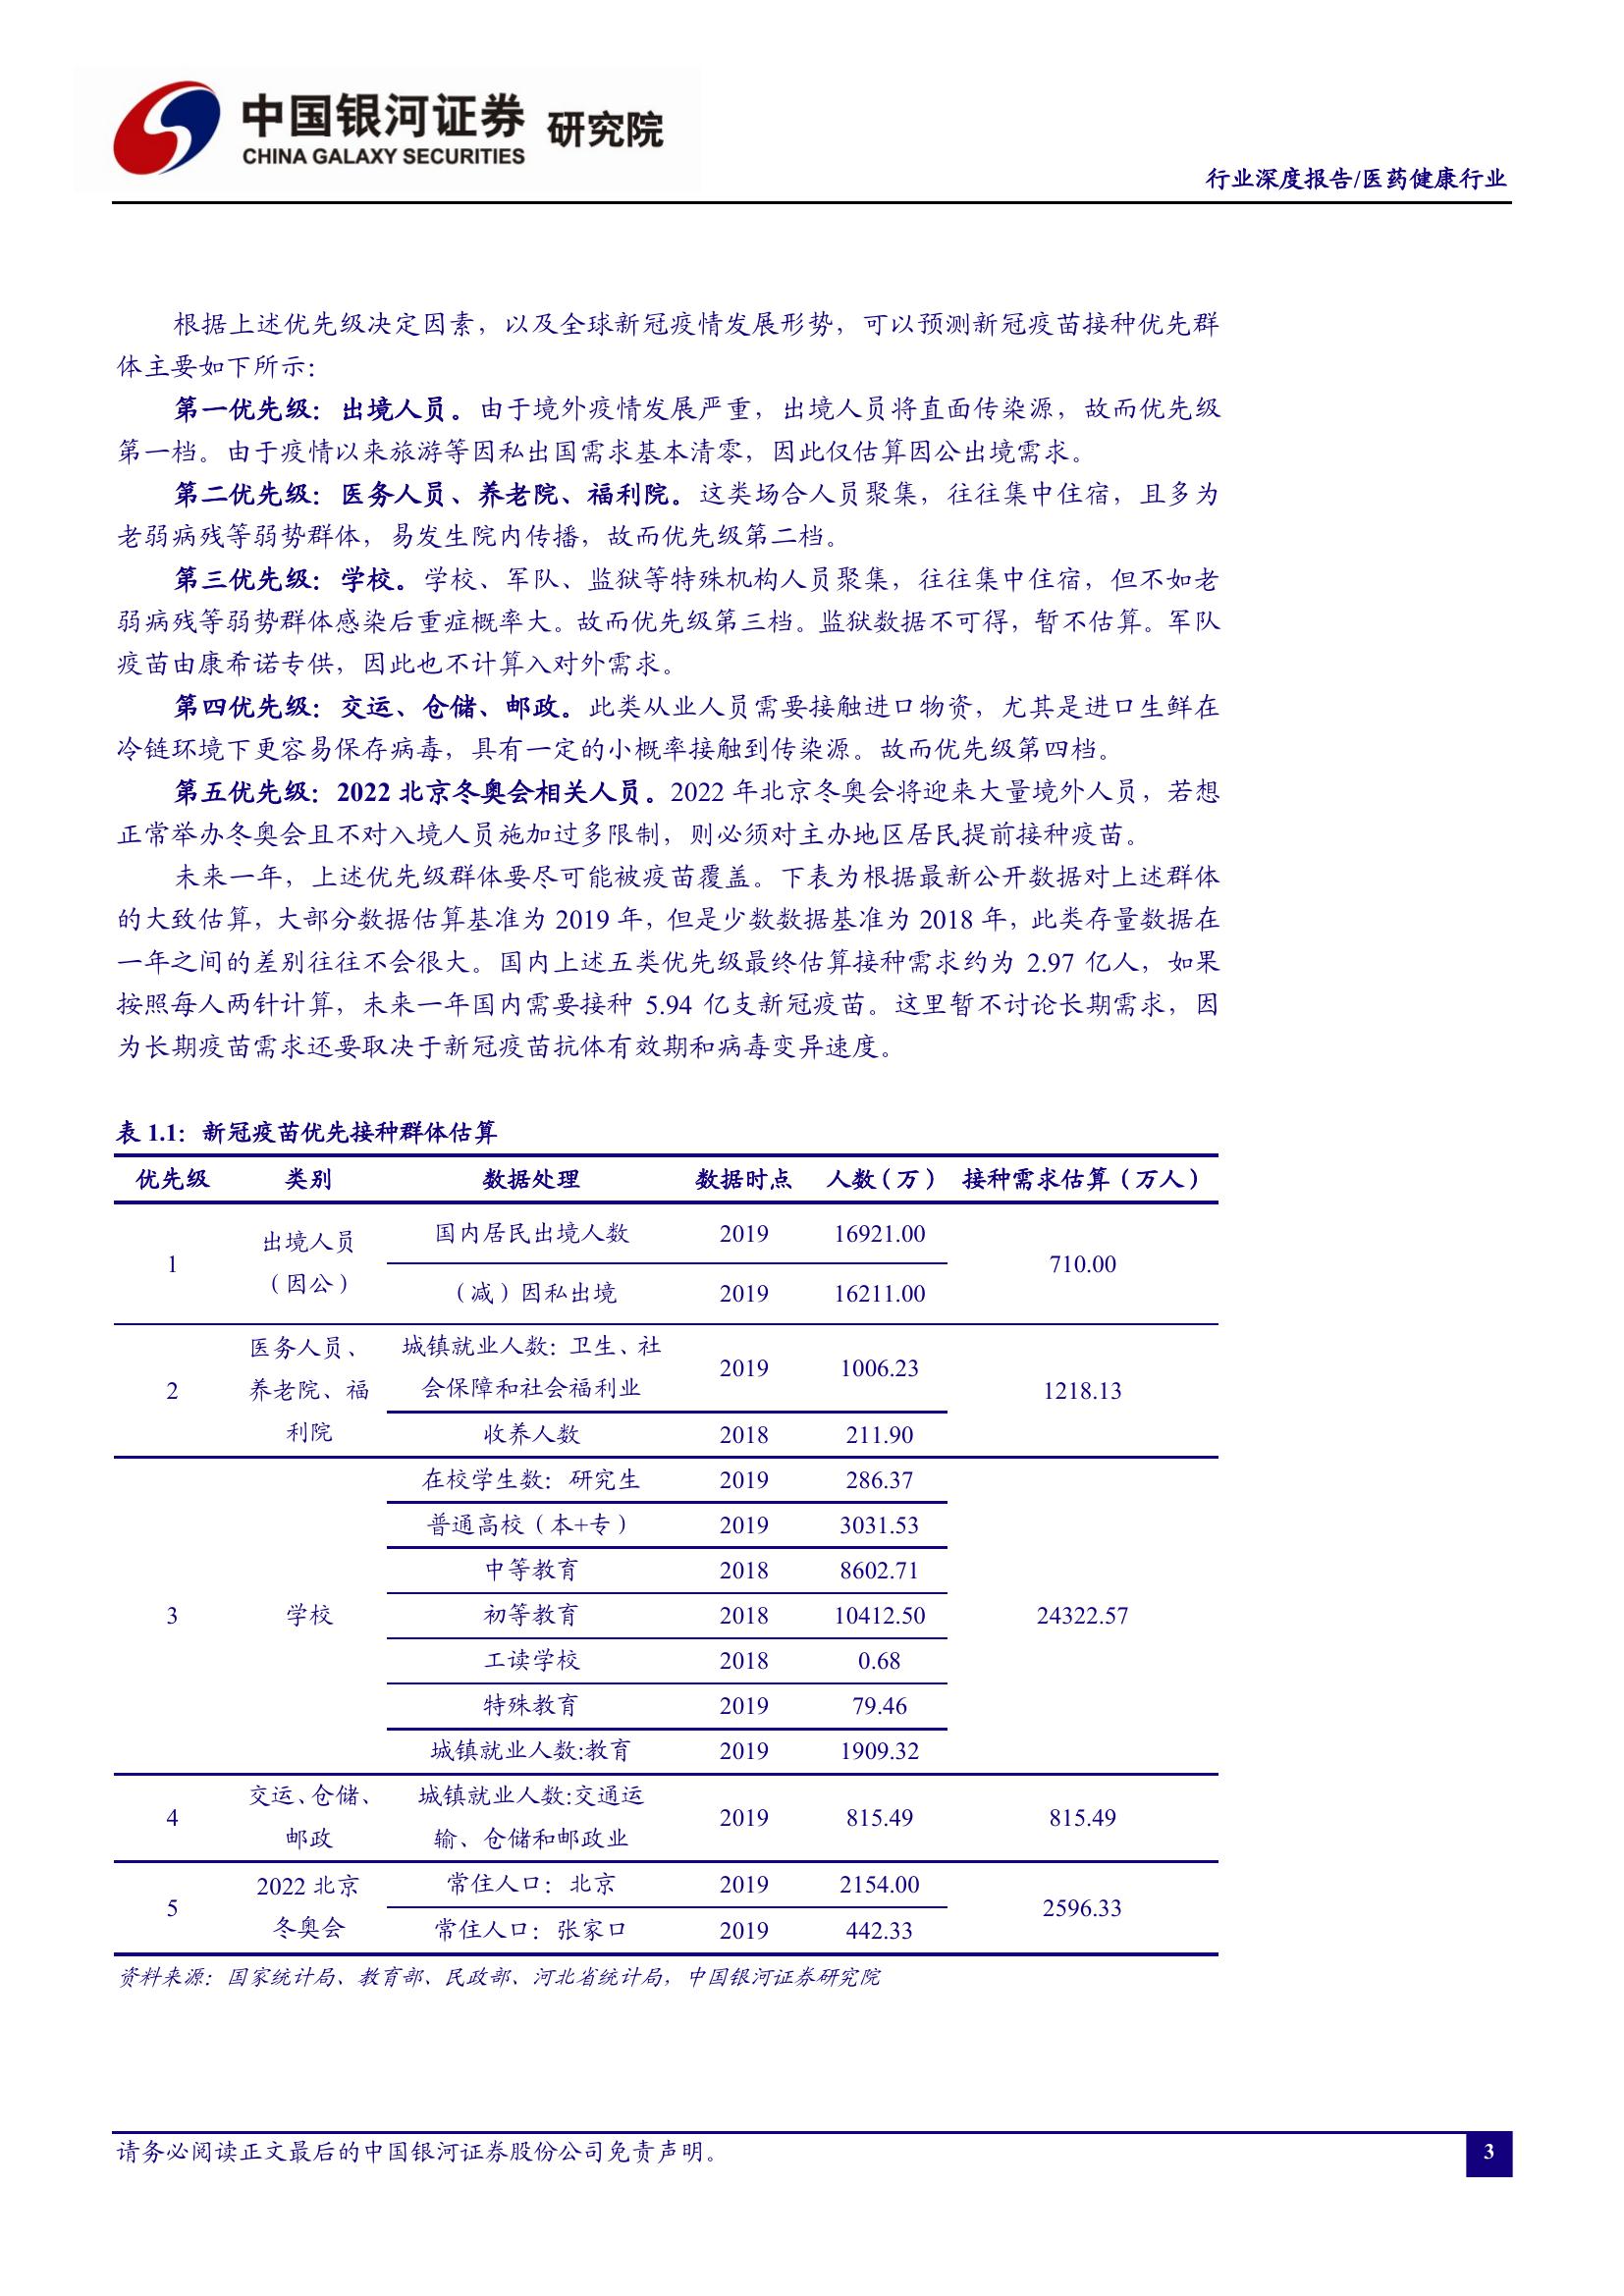 中国银河证券 研究院
CHINA GALAXY SECURITIES
行业深度报告/医药健康行业
根据上述优先级决定因素，以及全球新冠疫情发展形势，可以预测新冠疫苗接种优先群
体主要如下所示：
第一优先级：出境人员。由于境外疫情发展严重，出境人员将直面传染源，故而优先级
第一档。由于疫情以来旅游等因私出国需求基本清零，因此仅估算因公出境需求。
第二优先级：医务人员、养老院、福利院。这类场合人员聚集，往往集中住宿，且多为
老弱病残等弱势群体，易发生院内传播，故而优先级第二档。
第三优先级：学校。学校、军队、监狱等特殊机构人员聚集，往往集中住宿，但不如老
弱病残等弱势群体感染后重症概率大。故而优先级第三档。监狱数据不可得，暂不估算。军队
疫苗由康希诺专供，因此也不计算入对外需求。
第四优先级：交运、仓储、邮政。此类从业人员需要接触进口物资，尤其是进口生鲜在
冷链环境下更容易保存病毒，具有一定的小概率接触到传染源。故而优先级第四档。
第五优先级：2022 北京冬奥会相关人员。2022 年北京冬奥会将迎来大量境外人员，若想
正常举办冬奥会且不对入境人员施加过多限制，则必须对主办地区居民提前接种疫苗。
未来一年，上述优先级群体要尽可能被疫苗覆盖。下表为根据最新公开数据对上述群体
的大致估算，大部分数据估算基准为 2019 年，但是少数数据基准为 2018 年，此类存量数据在
一年之间的差别往往不会很大。国内上述五类优先级最终估算接种需求约为 2.97 亿人，如果
按照每人两针计算，未来一年国内需要接种 5.94 亿支新冠疫苗。这里暂不讨论长期需求，因
为长期疫苗需求还要取决于新冠疫苗抗体有效期和病毒变异速度。
表 1.1：新冠疫苗优先接种群体估算
优先级 类别 数据处理 数据时点 人数（万） 接种需求估算（万人）
1 出境人员
（因公）
国内居民出境人数 2019 16921.00
（减）因私出境 2019 16211.00
710.00
2 医务人员、
养老院、福
利院
城镇就业人数：卫生、社
会保障和社会福利业 2019 1006.23
收养人数 2018 211.90
1218.13
3 学校
在校学生数：研究生 2019 286.37
普通高校（本+专） 2019 3031.53
中等教育 2018 8602.71
初等教育 2018 10412.50
工读学校 2018 0.68
特殊教育 2019 79.46
城镇就业人数:教育 2019 1909.32
24322.57
4 交运、仓储、
邮政
城镇就业人数:交通运
输、仓储和邮政业 2019 815.49 815.49
5 2022 北京
冬奥会
常住人口：北京 2019 2154.00
常住人口：张家口 2019 442.33
2596.33
资料来源：国家统计局、教育部、民政部、河北省统计局，中国银河证券研究院
请务必阅读正文最后的中国银河证券股份公司免责声明。
3